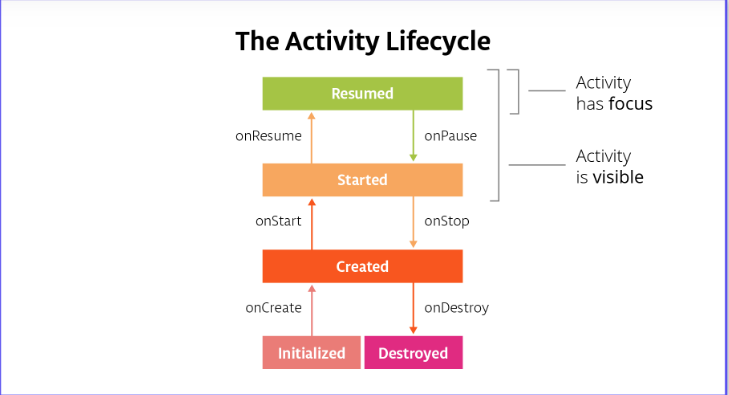 The Activity Lifecycle
Resumed
Activity
has focus
onResume
onPause
Started
Activity
is visible
onStart
onStop
Created
onCreate
onDestroy
Initialized
Destroyed